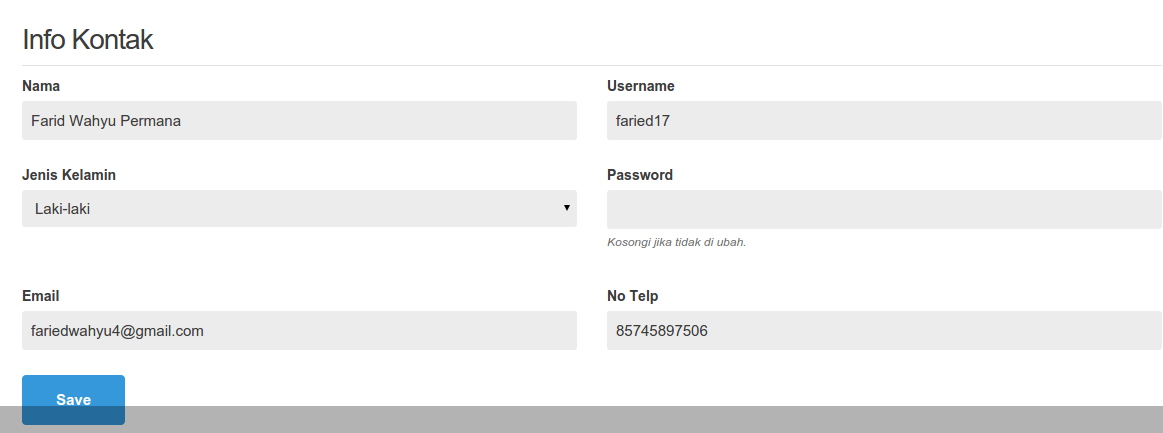 Info Kontak
Nama
Username
Farid Wahyu Permana
faried17
Jenis Kelamin
Password
Laki-laki
Kosongi jika tidak di ubah.
Email
No Telp
fariedwahyu4@gmail.com
85745897506
Save